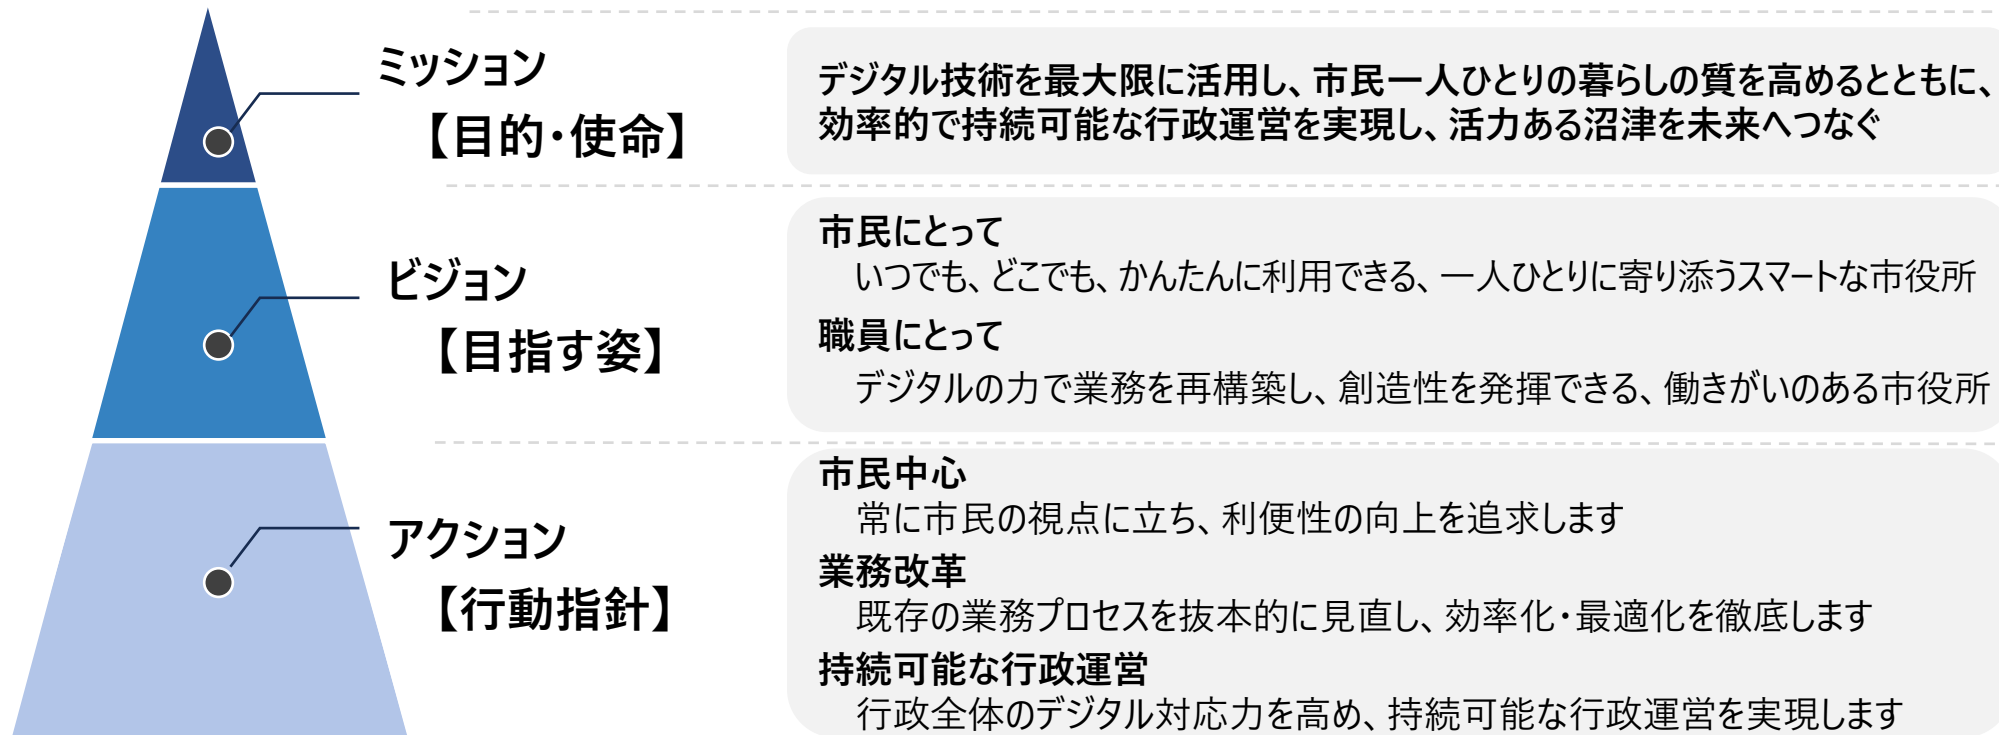 ミッション
【目的・使命】
デジタル技術を最大限に活用し、市民一人ひとりの暮らしの質を高めるとともに、
効率的で持続可能な行政運営を実現し、活力ある沼津を未来へつなぐ
ビジョン
【目指す姿】
市民にとって
いつでも、どこでも、かんたんに利用できる、一人ひとりに寄り添うスマートな市役所
職員にとって
デジタルの力で業務を再構築し、創造性を発揮できる、働きがいのある市役所
アクション
【行動指針】
市民中心
常に市民の視点に立ち、利便性の向上を追求します
業務改革
既存の業務プロセスを抜本的に見直し、効率化・最適化を徹底します
持続可能な行政運営
行政全体のデジタル対応力を高め、持続可能な行政運営を実現します